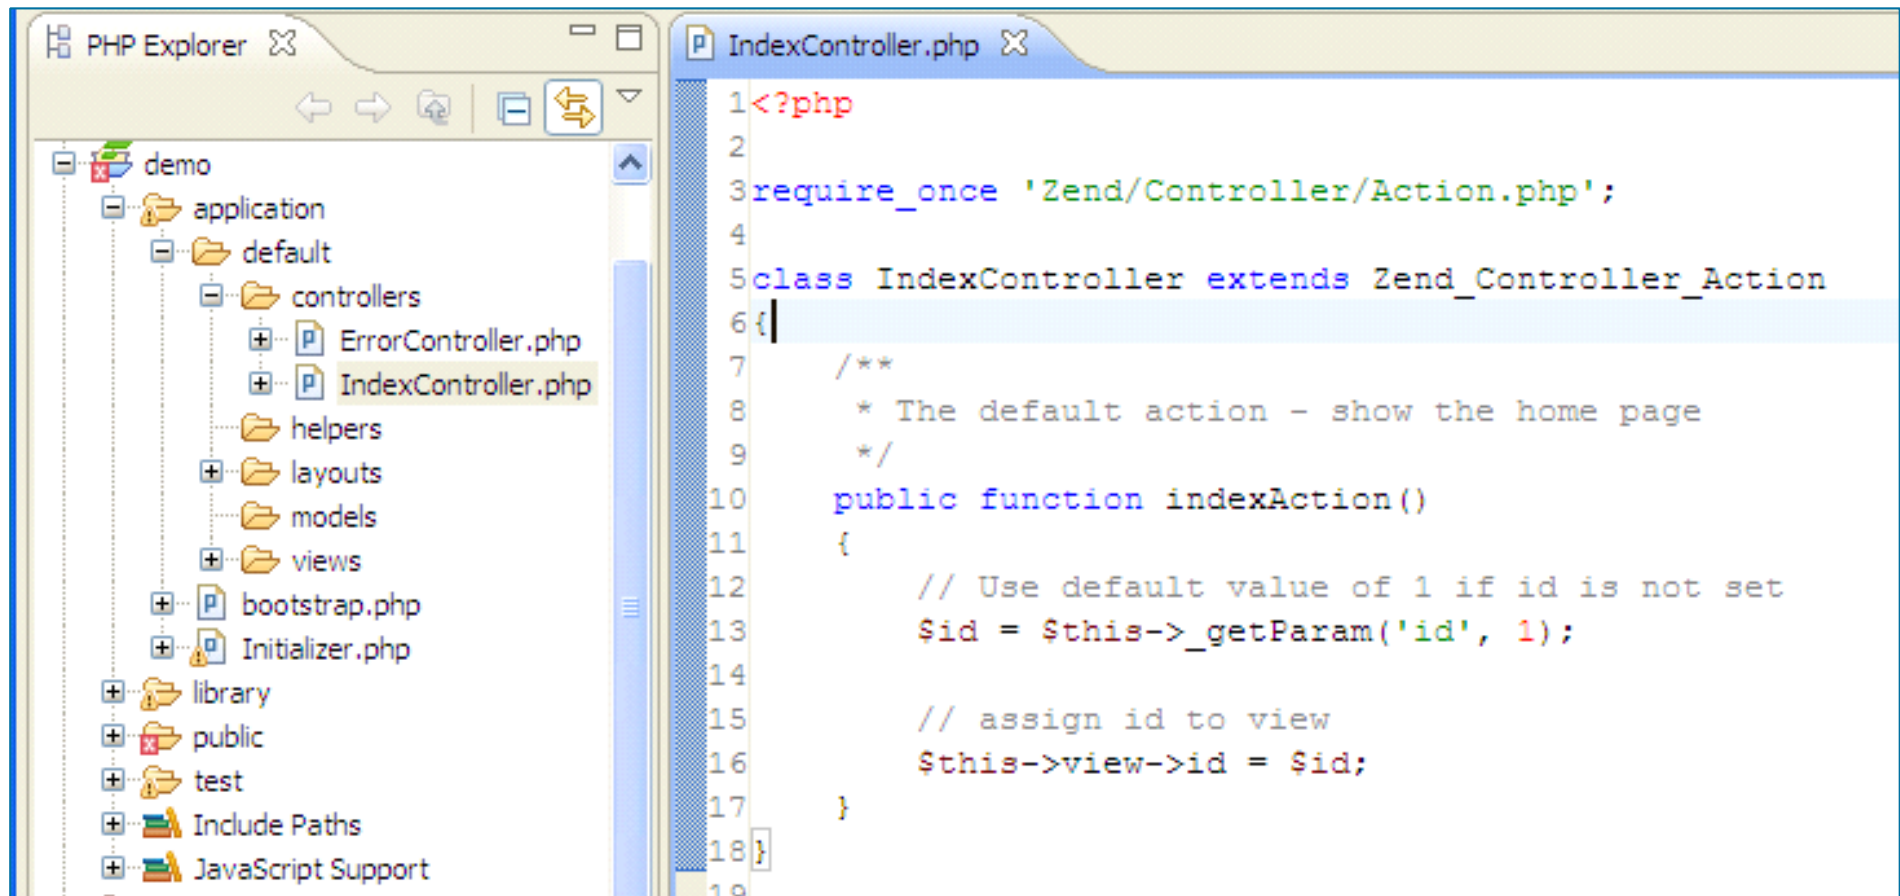 PHP Explorer
demo
application
default
controllers
ErrorController.php
IndexController.php
helpers
layouts
models
views
bootstrap.php
Initializer.php
library
public
test
Include Paths
JavaScript Support
IndexController.php
1<?php
2
3require_once 'Zend/Controller/Action.php';
4
5class IndexController extends Zend_Controller_Action
6{
7    /**
8     * The default action - show the home page
9     */
10    public function indexAction()
11    {
12        // Use default value of 1 if id is not set
13        $id = $this->_getParam('id', 1);
14
15        // assign id to view
16        $this->view->id = $id;
17    }
18}
19